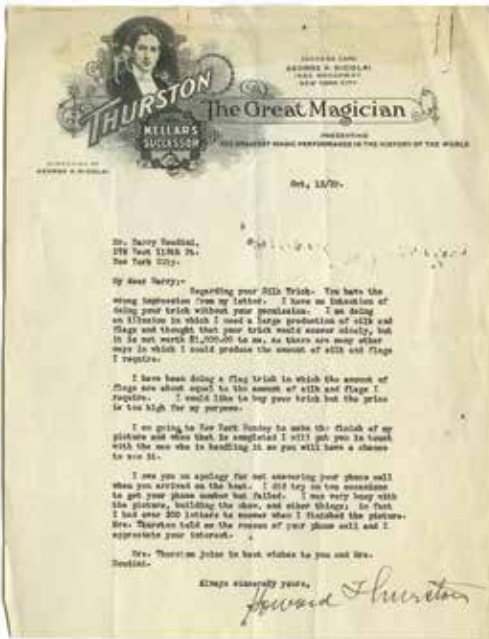 THURSTON
The Great Magician
KELLAR'S
SUCCESSOR
GEORGE H. NICOLAI
NEW YORK CITY
PRESENTING
THE GREATEST MAGIC PERFORMANCE IN THE HISTORY OF THE WORLD
DIRECTION OF
GEORGE H. NICOLAI
Oct.
Mr. Harry Houdini,
New York City.
My dear Harry;-
Regarding your Silk Trick. You have the
wrong impression from my letter. I have no intention of
doing your trick without your permission. I am doing
an illusion in which I need a large production of silk and
flags and thought that your trick would answer nicely, but
it is not worth $1,000.00 to me, as there are many other
ways in which I could produce the amount of silk and flags
I require.
I have been doing a flag trick in which the amount of
flags are about equal to the amount of silk and flags I
require. I would like to buy your trick but the price
is too high for my purpose.
I am going to New York Sunday to make the finish of my
picture and when that is completed I will put you in touch
with the man who is handling it so you will have a chance
to see it.
I owe you an apology for not answering your phone call
when you arrived on the boat. I did try on two occasions
to get your phone number but failed. I was very busy with
the picture, building the show, and other things; in fact
I had over 200 letters to answer when I finished the picture.
Mrs. Thurston told me the reason of your phone call and I
appreciate your interest.
Mrs. Thurston joins in best wishes to you and Mrs.
Houdini.
Always sincerely yours,
Howard Thurston